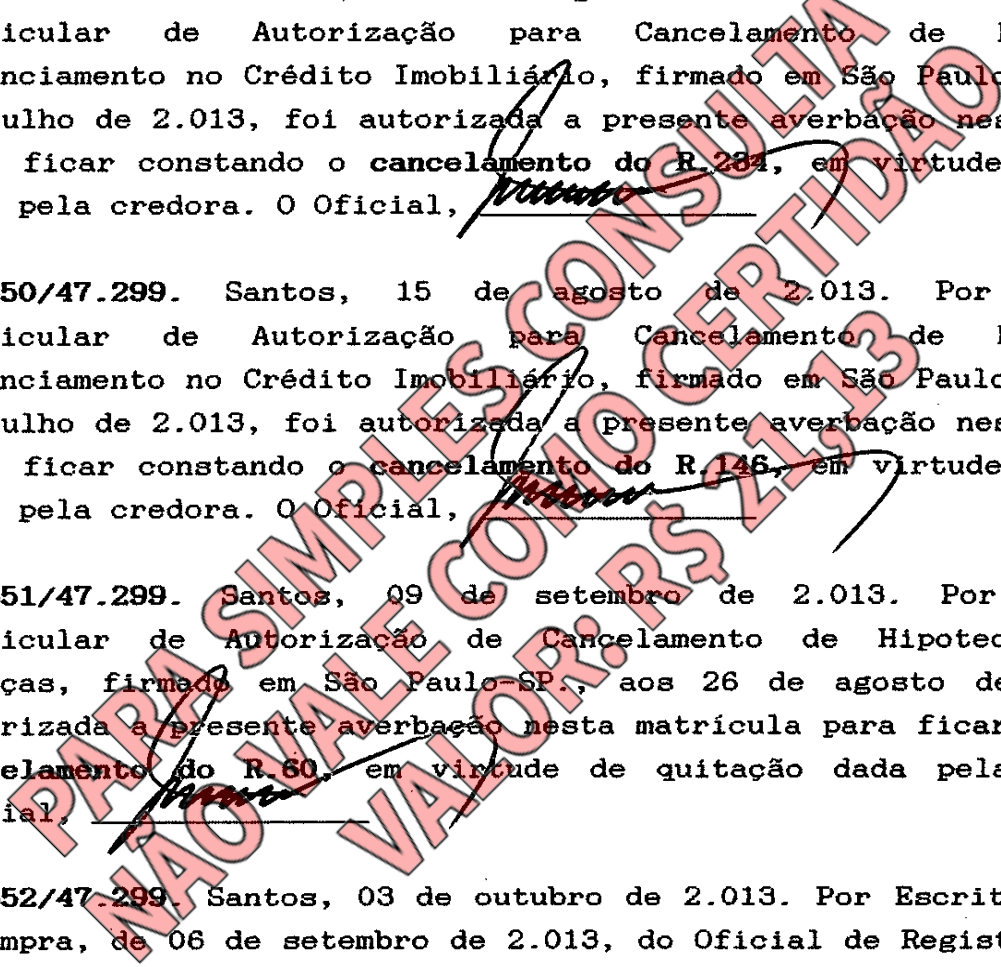 icular de Autorização para Cancelamento de
nciamento no Crédito Imobiliário, firmado em São Paulo
ulho de 2.013, foi autorizada a presente averbação nes
ficar constando o cancelamento do R.234, em virtude
pela credora. O Oficial,
50/47.299. Santos, 15 de agosto de 2.013. Por
icular de Autorização para Cancelamento de
nciamento no Crédito Imobiliário, firmado em São Paulo
ulho de 2.013, foi autorizada a presente averbação nes
ficar constando o cancelamento do R.146, em virtude
pela credora. O Oficial,
51/47.299. Santos, 09 de setembro de 2.013. Por
icular de Autorização de Cancelamento de Hipotec
ças, firmado em São Paulo-SP., aos 26 de agosto de
rizada a presente averbação nesta matrícula para ficar
elamento do R.60, em virtude de quitação dada pela
ial,
52/47.299. Santos, 03 de outubro de 2.013. Por Escrit
mpra, de 06 de setembro de 2.013, do Oficial de Regist
PARA SIMPLES CONSULTA
NÃO VALE COMO CERTIDÃO
VALOR: R$ 21,13